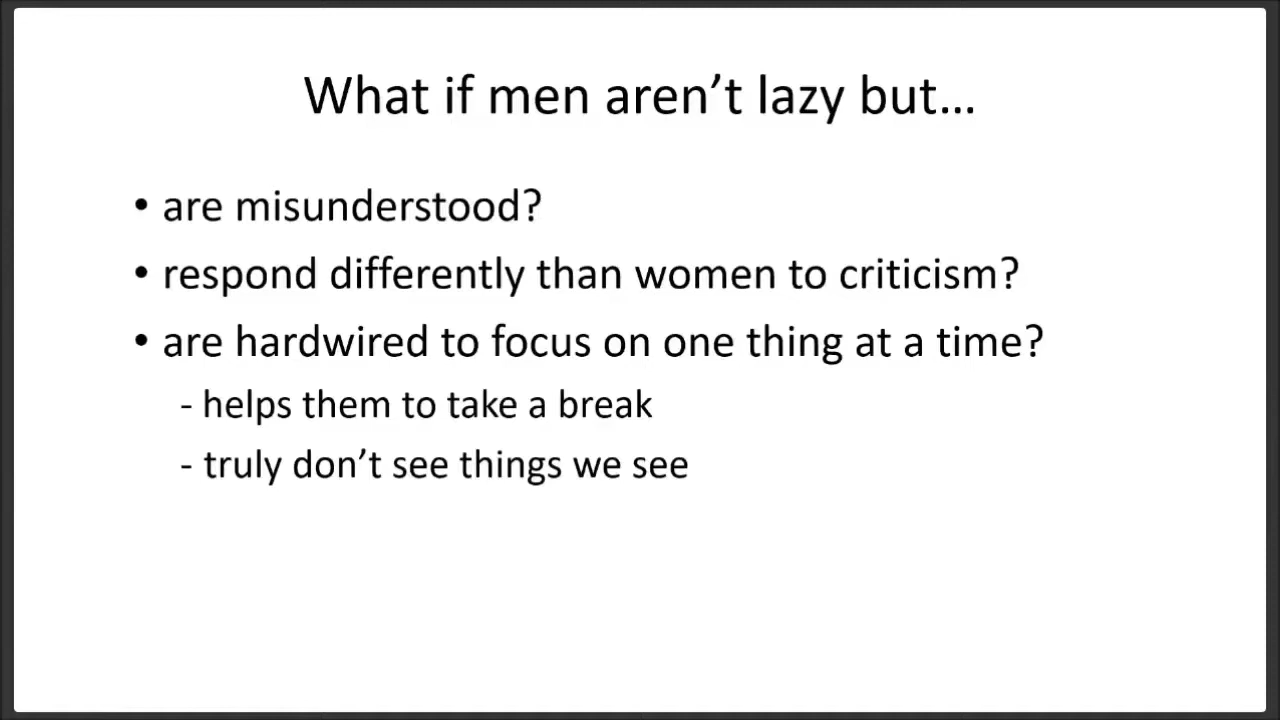 What if men aren’t lazy but…
• are misunderstood?
• respond differently than women to criticism?
• are hardwired to focus on one thing at a time?
- helps them to take a break
- truly don’t see things we see